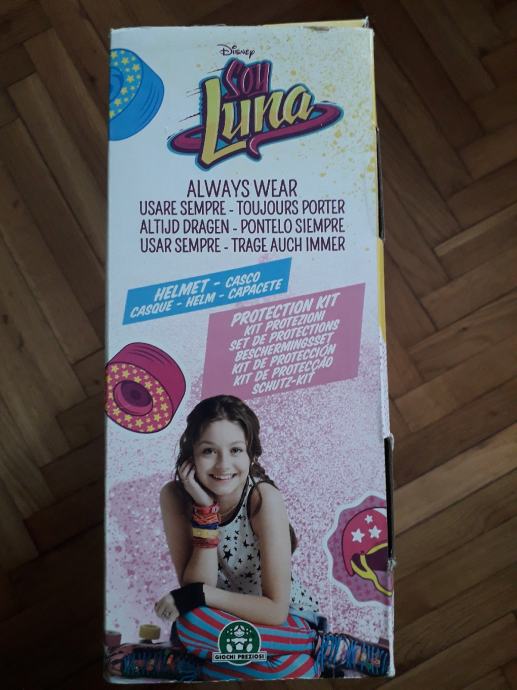 Disney
SOY
Luna
ALWAYS WEAR
USARE SEMPRE - TOUJOURS PORTER
ALTIJD DRAGEN - PONTELO SIEMPRE
USAR SEMPRE - TRAGE AUCH IMMER
HELMET - CASCO
CASQUE - HELM - CAPACETE
PROTECTION KIT
KIT PROTEZIONI
SET DE PROTECTIONS
BESCHERMINGSSET
KIT DE PROTECCIÓN
KIT DE PROTECÇÃO
SCHUTZ-KIT
GIOCHI PREZIOSI